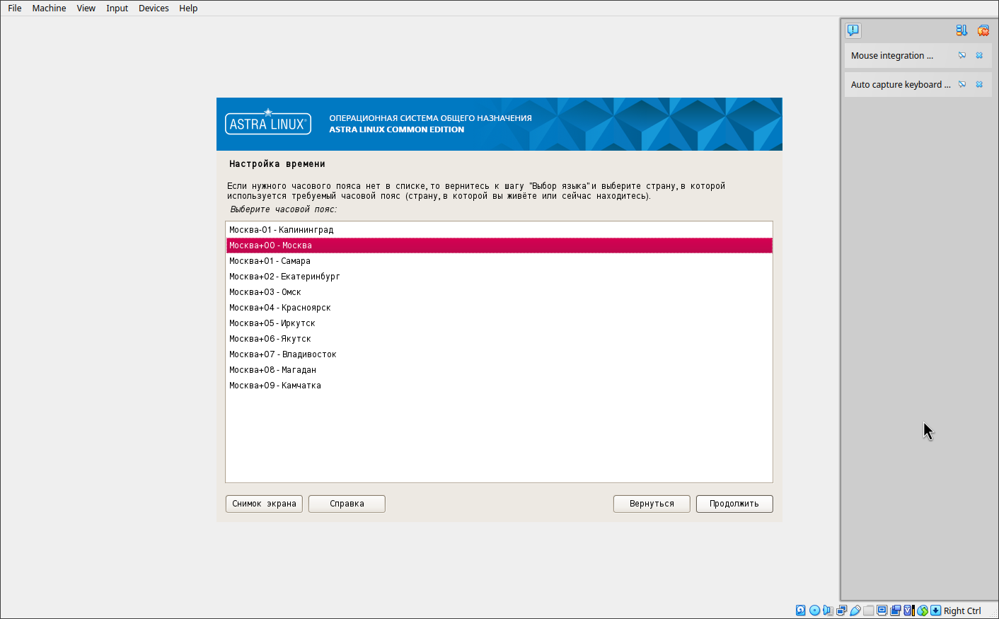 File Machine View Input Devices Help
Mouse integration ...
Auto capture keyboard ...
ASTRA LINUX®
ОПЕРАЦИОННАЯ СИСТЕМА ОБЩЕГО НАЗНАЧЕНИЯ
ASTRA LINUX COMMON EDITION
Настройка времени
Если нужного часового пояса нет в списке, то вернитесь к шагу "Выбор языка" и выберите страну, в которой
используется требуемый часовой пояс (страну, в которой вы живёте или сейчас находитесь).
Выберите часовой пояс:
Москва-01 - Калининград
Москва+00 - Москва
Москва+01 - Самара
Москва+02 - Екатеринбург
Москва+03 - Омск
Москва+04 - Красноярск
Москва+05 - Иркутск
Москва+06 - Якутск
Москва+07 - Владивосток
Москва+08 - Магадан
Москва+09 - Камчатка
Снимок экрана Справка Вернуться Продолжить
Right Ctrl